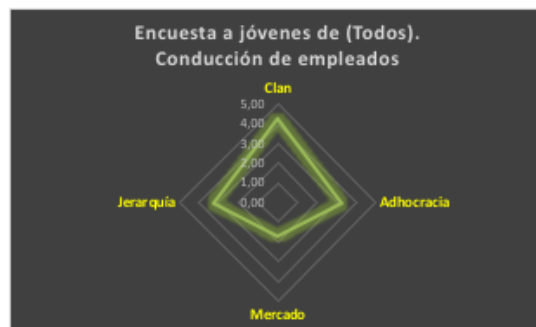 Encuesta a jóvenes de (Todos).
Conducción de empleados
Clan
5,00
4,00
3,00
2,00
1,00
0,00
Jerarquía
Adhocracia
Mercado